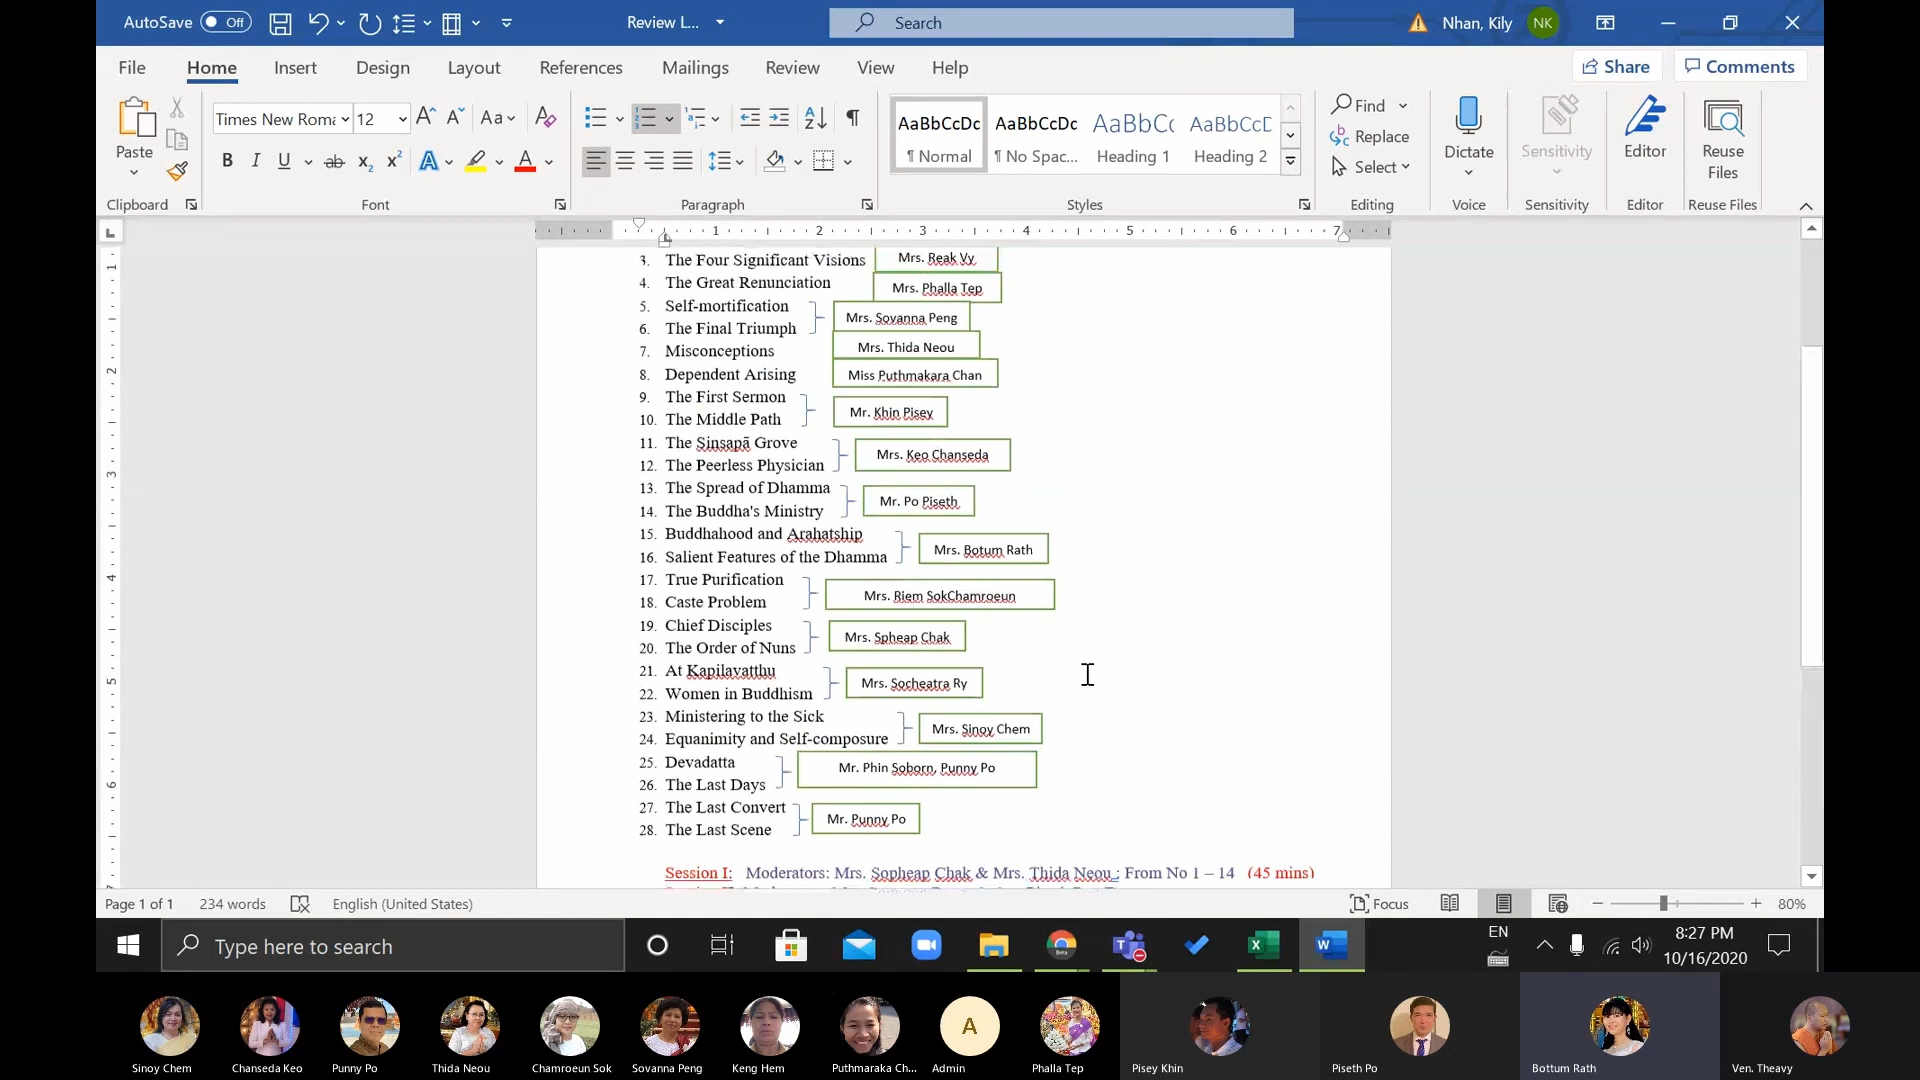 AutoSave Off Review L... Search Nhan, Kily NK
File Home Insert Design Layout References Mailings Review View Help Share Comments
Paste Times New Roma 12 Aa AaBbCcDc AaBbCcDc AaBbCc AaBbCcD Find Dictate Sensitivity Editor Reuse Files
¶ Normal ¶ No Spac... Heading 1 Heading 2 Replace
Select
Clipboard Font Paragraph Styles Editing Voice Sensitivity Editor Reuse Files
1 2 3 4 5 6 7
3. The Four Significant Visions Mrs. Reak Vy
4. The Great Renunciation Mrs. Phalla Tep
5. Self-mortification Mrs. Sovanna Peng
6. The Final Triumph
7. Misconceptions Mrs. Thida Neou
8. Dependent Arising Miss Puthmakara Chan
9. The First Sermon Mr. Khin Pisey
10. The Middle Path
11. The Sinsapā Grove Mrs. Keo Chanseda
12. The Peerless Physician
13. The Spread of Dhamma Mr. Po Piseth
14. The Buddha's Ministry
15. Buddhahood and Arahatship Mrs. Botum Rath
16. Salient Features of the Dhamma
17. True Purification Mrs. Riem SokChamroeun
18. Caste Problem
19. Chief Disciples Mrs. Spheap Chak
20. The Order of Nuns
21. At Kapilavatthu Mrs. Socheatra Ry
22. Women in Buddhism
23. Ministering to the Sick Mrs. Sinoy Chem
24. Equanimity and Self-composure
25. Devadatta Mr. Phin Soborn, Punny Po
26. The Last Days
27. The Last Convert Mr. Punny Po
28. The Last Scene
Session I: Moderators: Mrs. Sopheap Chak & Mrs. Thida Neou : From No 1 – 14 (45 mins)
Page 1 of 1 234 words English (United States) Focus 80%
Type here to search EN 8:27 PM
10/16/2020
Sinoy Chem Chanseda Keo Punny Po Thida Neou Chamroeun Sok Sovanna Peng Keng Hem Puthmaraka Ch... A Admin Phalla Tep Pisey Khin Piseth Po Bottum Rath Ven. Theavy